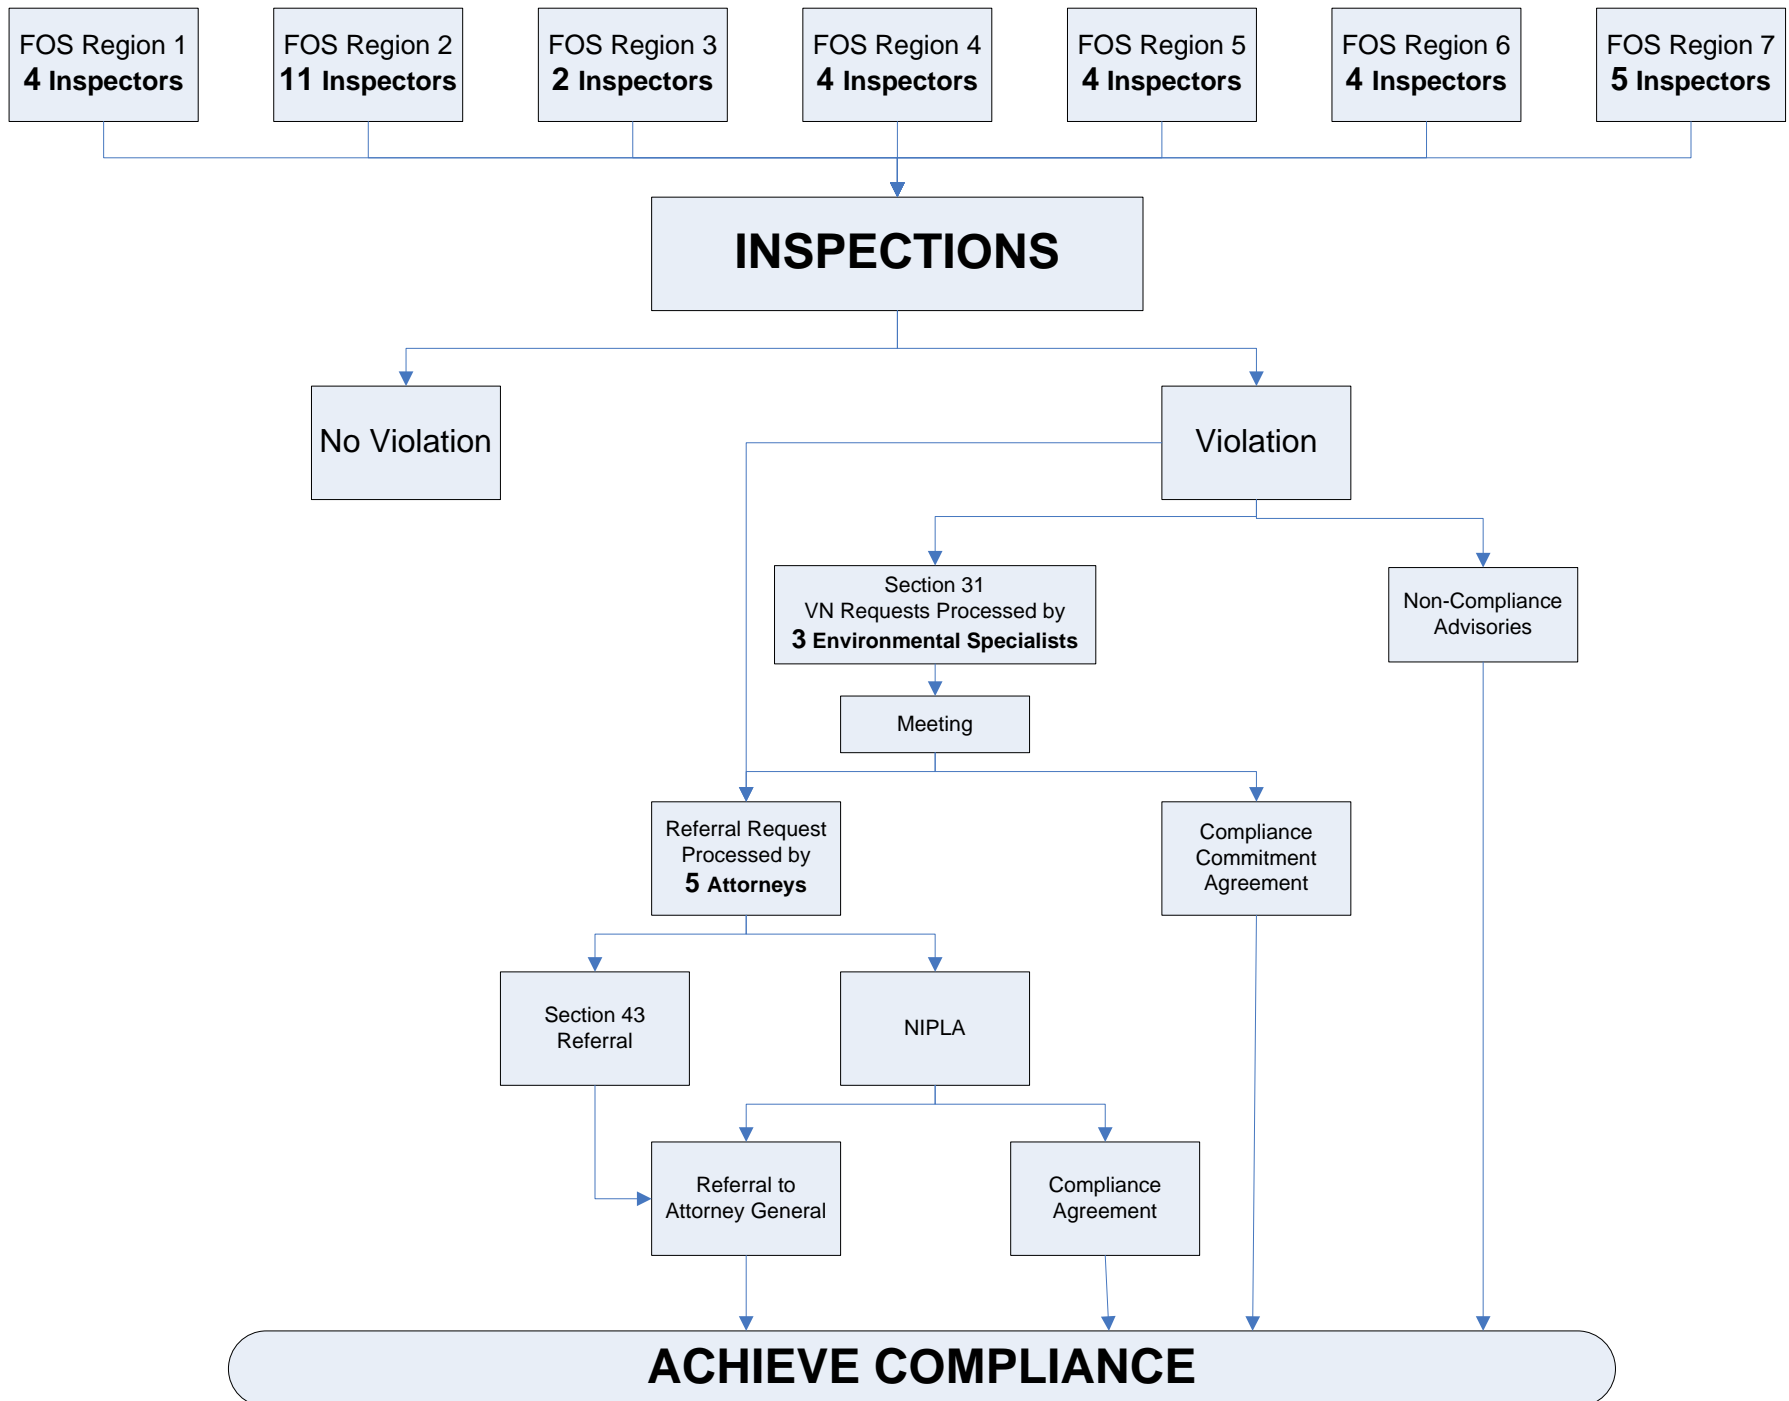 FOS Region 1
4 Inspectors
FOS Region 2
11 Inspectors
FOS Region 3
2 Inspectors
FOS Region 4
4 Inspectors
FOS Region 5
4 Inspectors
FOS Region 6
4 Inspectors
FOS Region 7
5 Inspectors
INSPECTIONS
No Violation
Violation
Section 31
VN Requests Processed by
3 Environmental Specialists
Non-Compliance
Advisories
Meeting
Referral Request
Processed by
5 Attorneys
Compliance
Commitment
Agreement
Section 43
Referral
NIPLA
Referral to
Attorney General
Compliance
Agreement
ACHIEVE COMPLIANCE